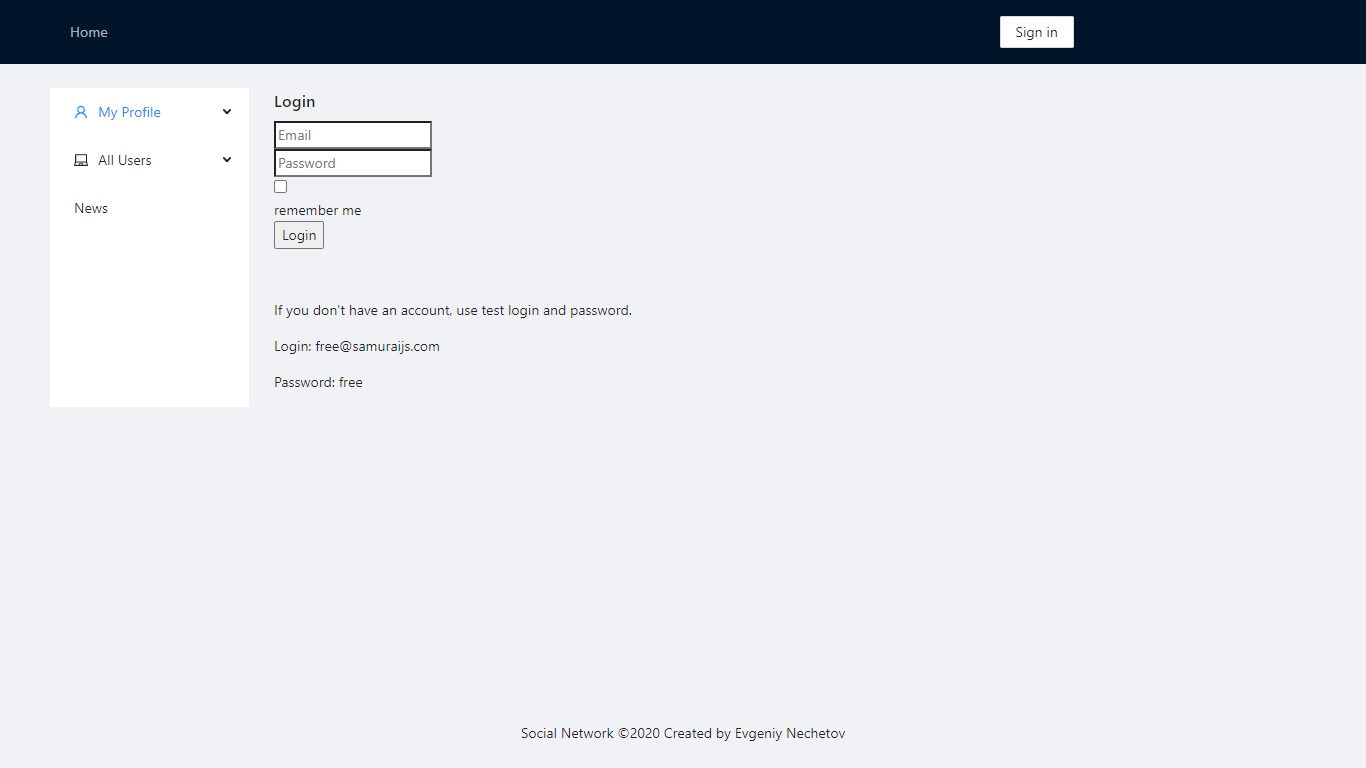 Home
Sign in
My Profile
All Users
News
Login
Email
Password
remember me
Login
If you don't have an account, use test login and password.
Login: free@samuraijs.com
Password: free
Social Network ©2020 Created by Evgeniy Nechetov